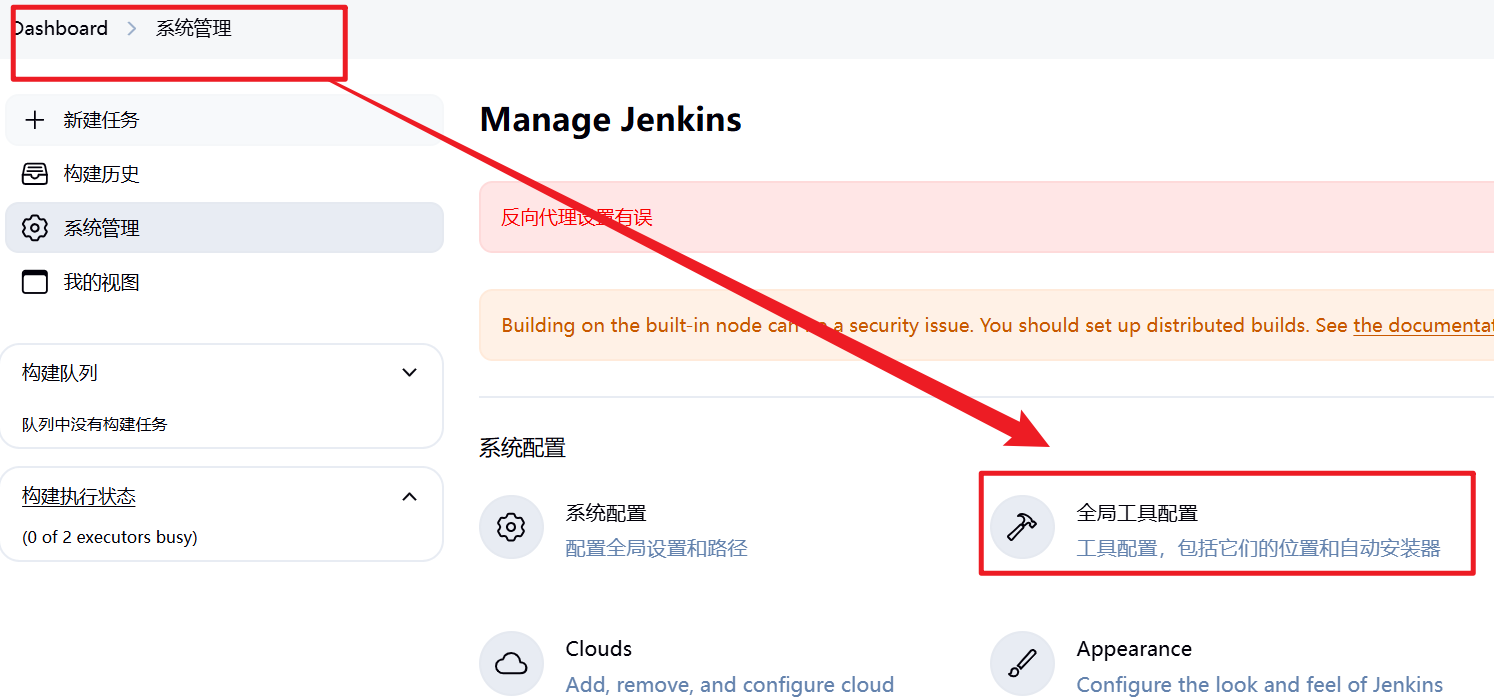 Dashboard > 系统管理
新建任务
构建历史
系统管理
我的视图
构建队列
队列中没有构建任务
构建执行状态
(0 of 2 executors busy)
Manage Jenkins
反向代理设置有误
Building on the built-in node can be a security issue. You should set up distributed builds. See the documentat
系统配置
系统配置
配置全局设置和路径
全局工具配置
工具配置，包括它们的位置和自动安装器
Clouds
Add, remove, and configure cloud
Appearance
Configure the look and feel of Jenkins